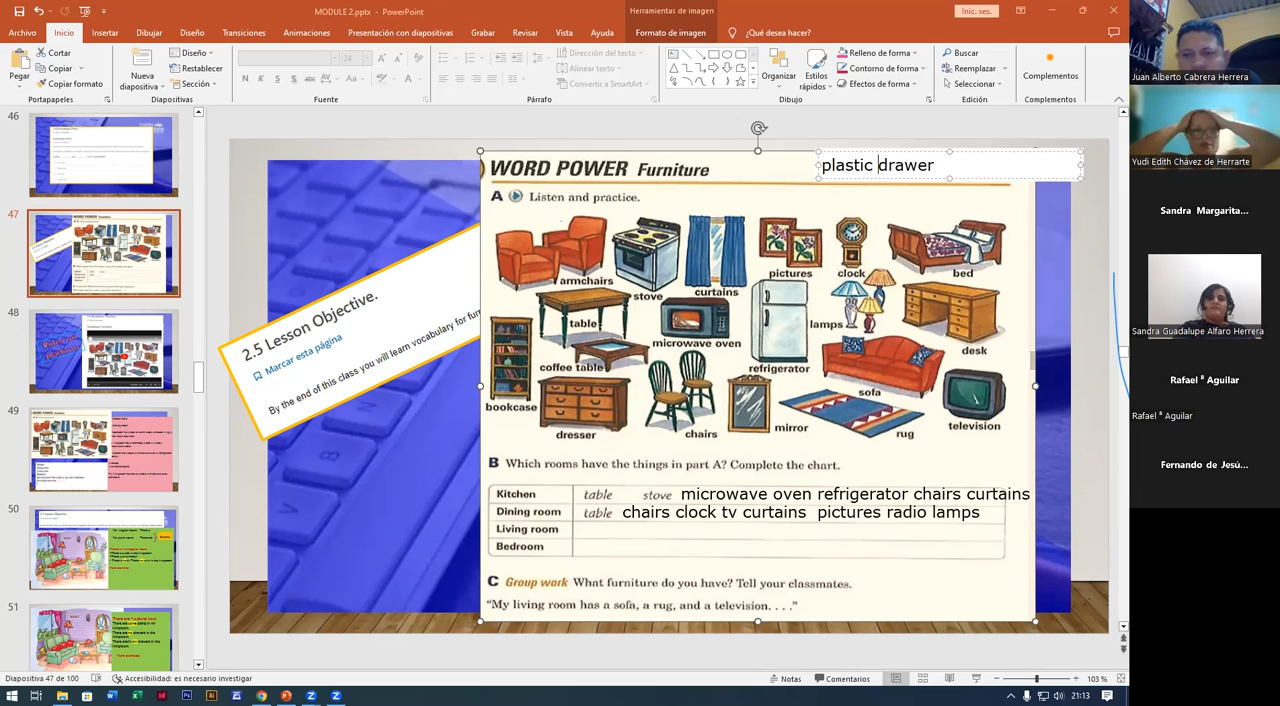 MODULE 2.pptx - PowerPoint
Herramientas de imagen
Inic. ses.
Archivo Inicio Insertar Dibujar Diseño Transiciones Animaciones Presentación con diapositivas Grabar Revisar Vista Ayuda Formato de imagen ¿Qué desea hacer?
Pegar
Cortar
Copiar
Copiar formato
Portapapeles
Nueva diapositiva
Diseño
Restablecer
Sección
Diapositivas
N K S S abc AV Aa A
Fuente
Dirección del texto
Alinear texto
Convertir a SmartArt
Párrafo
Organizar
Estilos rápidos
Relleno de forma
Contorno de forma
Efectos de forma
Dibujo
Buscar
Reemplazar
Seleccionar
Edición
Complementos
Complementos
46
47
48
49
50
51
2.5 Lesson Objective.
Marcar esta página
By the end of this class you will learn vocabulary for fur
WORD POWER Furniture
plastic drawer
A Listen and practice.
armchairs
stove
curtains
pictures
clock
bed
table
microwave oven
refrigerator
lamps
desk
coffee table
bookcase
dresser
chairs
mirror
sofa
rug
television
B Which rooms have the things in part A? Complete the chart.
Kitchen table stove microwave oven refrigerator chairs curtains
Dining room table chairs clock tv curtains pictures radio lamps
Living room
Bedroom
C Group work What furniture do you have? Tell your classmates.
"My living room has a sofa, a rug, and a television. . . ."
Juan Alberto Cabrera Herrera
Yudi Edith Chávez de Herrarte
Sandra Margarita...
Sandra Guadalupe Alfaro Herrera
Rafael ª Aguilar
Rafael ª Aguilar
Fernando de Jesú...
Diapositiva 47 de 100
Accesibilidad: es necesario investigar
Notas
Comentarios
103 %
21:13